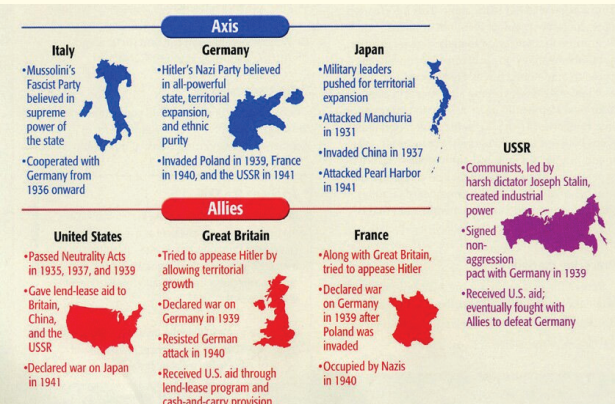 Axis
Italy
•Mussolini's
Fascist Party
believed in
supreme
power of
the state
•Cooperated with
Germany from
1936 onward
Germany
•Hitler's Nazi Party believed
in all-powerful
state, territorial
expansion,
and ethnic
purity
•Invaded Poland in 1939, France
in 1940, and the USSR in 1941
Japan
•Military leaders
pushed for territorial
expansion
•Attacked Manchuria
in 1931
•Invaded China in 1937
•Attacked Pearl Harbor
in 1941
Allies
United States
•Passed Neutrality Acts
in 1935, 1937, and 1939
•Gave lend-lease aid to
Britain,
China,
and the
USSR
•Declared war on Japan
in 1941
Great Britain
•Tried to appease Hitler by
allowing territorial
growth
•Declared war on
Germany in 1939
•Resisted German
attack in 1940
•Received U.S. aid through
lend-lease program and
cash-and-carry provision
France
•Along with Great Britain,
tried to appease Hitler
•Declared war
on Germany
in 1939 after
Poland was
invaded
•Occupied by Nazis
in 1940
USSR
•Communists, led by
harsh dictator Joseph Stalin,
created industrial
power
•Signed
non-
aggression
pact with Germany in 1939
•Received U.S. aid;
eventually fought with
Allies to defeat Germany